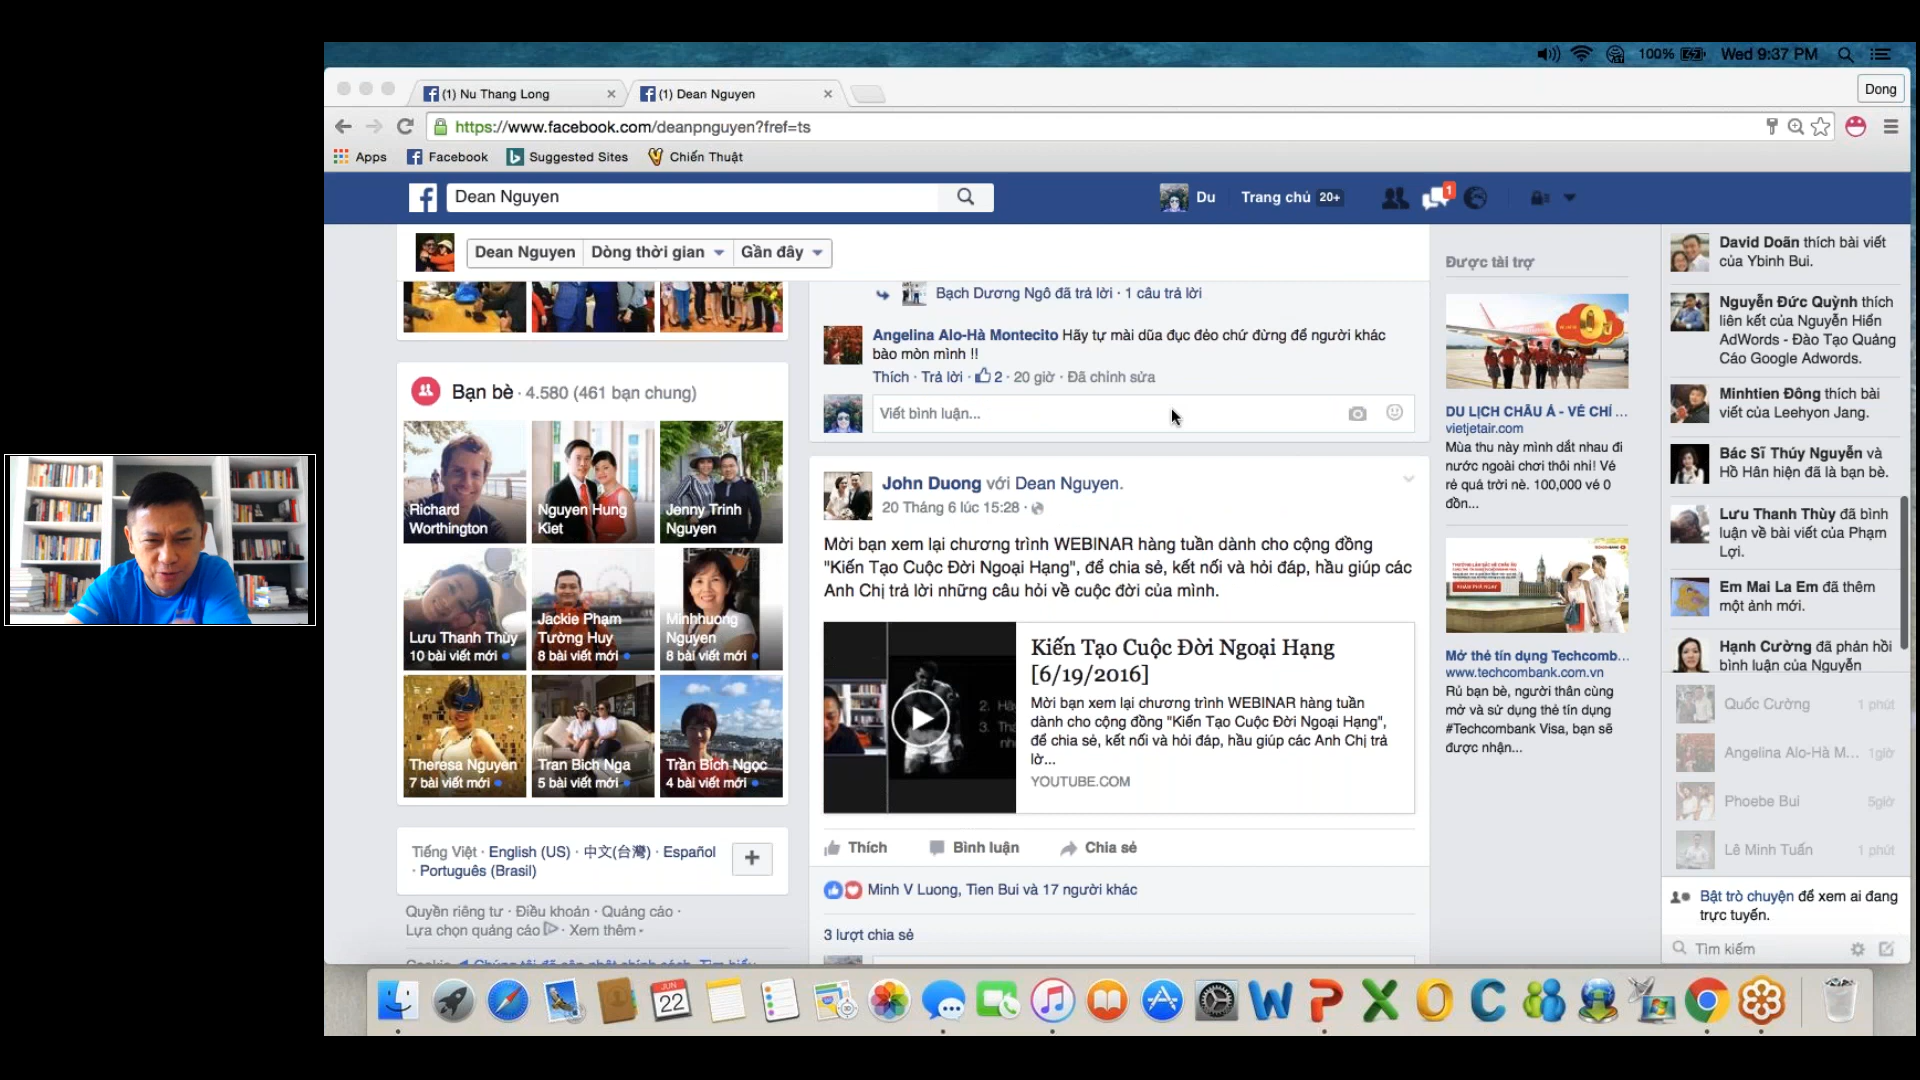 100% Wed 9:37 PM
(1) Nu Thang Long
(1) Dean Nguyen
Dong
https://www.facebook.com/deanpnguyen?fref=ts
Apps Facebook Suggested Sites Chiến Thuật
Dean Nguyen
Du Trang chủ 20+ 1
Dean Nguyen Dòng thời gian Gần đây
Bạn bè · 4.580 (461 bạn chung)
Richard
Worthington
Nguyen Hung
Kiet
Jenny Trinh
Nguyen
Lưu Thanh Thùy
10 bài viết mới
Jackie Phạm
Tường Huy
8 bài viết mới
Minhhuong
Nguyen
8 bài viết mới
Theresa Nguyen
7 bài viết mới
Tran Bich Nga
5 bài viết mới
Trần Bích Ngọc
4 bài viết mới
Tiếng Việt · English (US) · 中文(台灣) · Español
· Português (Brasil)
Quyền riêng tư · Điều khoản · Quảng cáo ·
Lựa chọn quảng cáo · Xem thêm
Bạch Dương Ngô đã trả lời · 1 câu trả lời
Angelina Alo-Hà Montecito Hãy tự mài dũa đục đẻo chứ đừng để người khác
bào mòn mình !!
Thích · Trả lời · 2 · 20 giờ · Đã chỉnh sửa
Viết bình luận...
John Duong với Dean Nguyen.
20 Tháng 6 lúc 15:28 ·
Mời bạn xem lại chương trình WEBINAR hàng tuần dành cho cộng đồng
"Kiến Tạo Cuộc Đời Ngoại Hạng", để chia sẻ, kết nối và hỏi đáp, hầu giúp các
Anh Chị trả lời những câu hỏi về cuộc đời của mình.
Kiến Tạo Cuộc Đời Ngoại Hạng
[6/19/2016]
Mời bạn xem lại chương trình WEBINAR hàng tuần
dành cho cộng đồng "Kiến Tạo Cuộc Đời Ngoại Hạng",
để chia sẻ, kết nối và hỏi đáp, hầu giúp các Anh Chị trả
lờ...
YOUTUBE.COM
Thích Bình luận Chia sẻ
Minh V Luong, Tien Bui và 17 người khác
3 lượt chia sẻ
Được tài trợ
DU LỊCH CHÂU Á - VÉ CHỈ ...
vietjetair.com
Mùa thu này mình dắt nhau đi
nước ngoài chơi thôi nhỉ! Vé
rẻ quá trời nè. 100,000 vé 0
đồn...
Mở thẻ tín dụng Techcomb...
www.techcombank.com.vn
Rủ bạn bè, người thân cùng
mở và sử dụng thẻ tín dụng
#Techcombank Visa, bạn sẽ
được nhận...
David Doãn thích bài viết
của Ybinh Bui.
Nguyễn Đức Quỳnh thích
liên kết của Nguyễn Hiển
AdWords - Đào Tạo Quảng
Cáo Google Adwords.
Minhtien Đông thích bài
viết của Leehyon Jang.
Bác Sĩ Thúy Nguyễn và
Hồ Hân hiện đã là bạn bè.
Lưu Thanh Thùy đã bình
luận về bài viết của Phạm
Lợi.
Em Mai La Em đã thêm
một ảnh mới.
Hạnh Cường đã phản hồi
bình luận của Nguyễn
Quốc Cường 1 phút
Angelina Alo-Hà M... 1giờ
Phoebe Bui 5giờ
Lê Minh Tuấn 1 phút
Bật trò chuyện để xem ai đang
trực tuyến.
Tìm kiếm
JUN
22